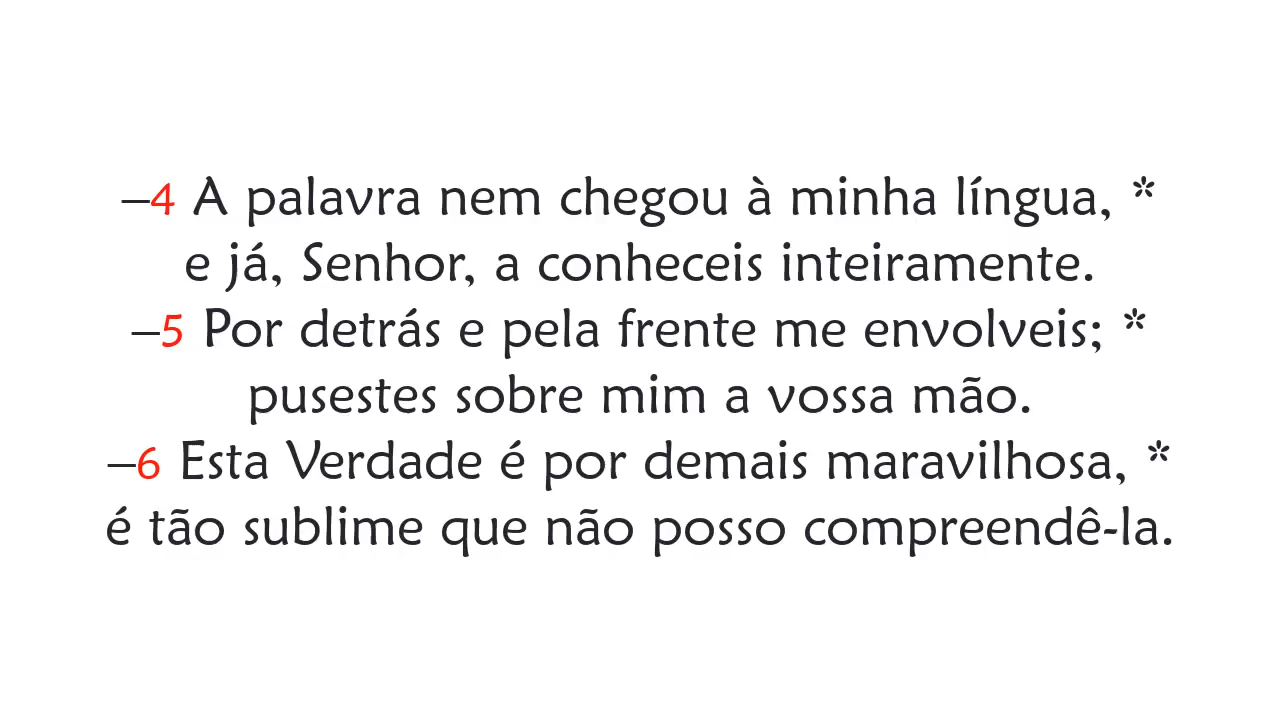 –4 A palavra nem chegou à minha língua, *
e já, Senhor, a conheceis inteiramente.
–5 Por detrás e pela frente me envolveis; *
pusestes sobre mim a vossa mão.
–6 Esta Verdade é por demais maravilhosa, *
é tão sublime que não posso compreendê-la.